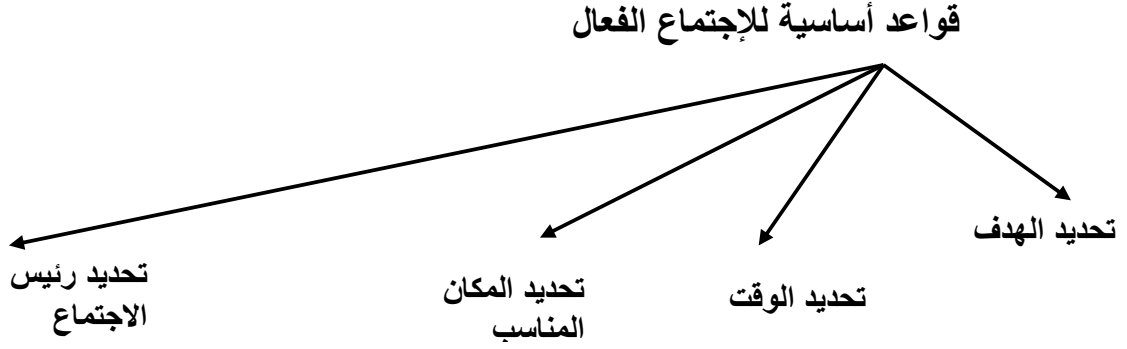 قواعد أساسية للإجتماع الفعال
تحديد الهدف
تحديد الوقت
تحديد المكان
المناسب
تحديد رئيس
الاجتماع